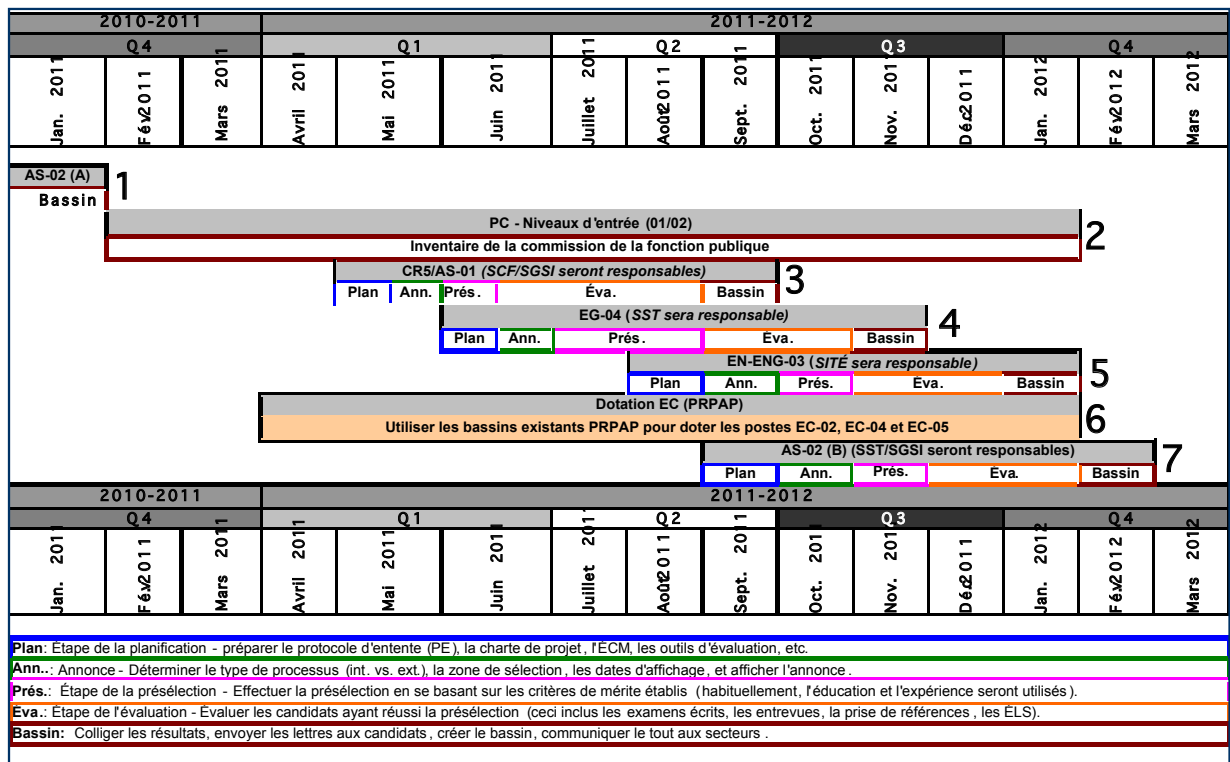 2010-2011 2011-2012
Q4 Q1 Q2 Q3 Q4
Jan. 2011 Fév2011 Mars 2011 Avril 2011 Mai 2011 Juin 2011 Juillet 2011 Août2011 Sept. 2011 Oct. 2011 Nov. 2011 Déc2011 Jan. 2012 Fév2012 Mars 2012
AS-02 (A) 1
Bassin
PC - Niveaux d'entrée (01/02) 2
Inventaire de la commission de la fonction publique
CR5/AS-01 (SCF/SGSI seront responsables) 3
Plan Ann. Prés. Éva. Bassin
EG-04 (SST sera responsable) 4
Plan Ann. Prés. Éva. Bassin
EN-ENG-03 (SITÉ sera responsable) 5
Plan Ann. Prés. Éva. Bassin
Dotation EC (PRPAP) 6
Utiliser les bassins existants PRPAP pour doter les postes EC-02, EC-04 et EC-05
AS-02 (B) (SST/SGSI seront responsables) 7
Plan Ann. Prés. Éva. Bassin
2010-2011 2011-2012
Q4 Q1 Q2 Q3 Q4
Jan. 2011 Fév2011 Mars 2011 Avril 2011 Mai 2011 Juin 2011 Juillet 2011 Août2011 Sept. 2011 Oct. 2011 Nov. 2011 Déc2011 Jan. 2012 Fév2012 Mars 2012
Plan: Étape de la planification - préparer le protocole d'entente (PE), la charte de projet, l'ÉCM, les outils d'évaluation, etc.
Ann..: Annonce - Déterminer le type de processus (int. vs. ext.), la zone de sélection, les dates d'affichage, et afficher l'annonce.
Prés.: Étape de la présélection - Effectuer la présélection en se basant sur les critères de mérite établis (habituellement, l'éducation et l'expérience seront utilisés).
Éva.: Étape de l'évaluation - Évaluer les candidats ayant réussi la présélection (ceci inclus les examens écrits, les entrevues, la prise de références, les ÉLS).
Bassin: Colliger les résultats, envoyer les lettres aux candidats, créer le bassin, communiquer le tout aux secteurs.